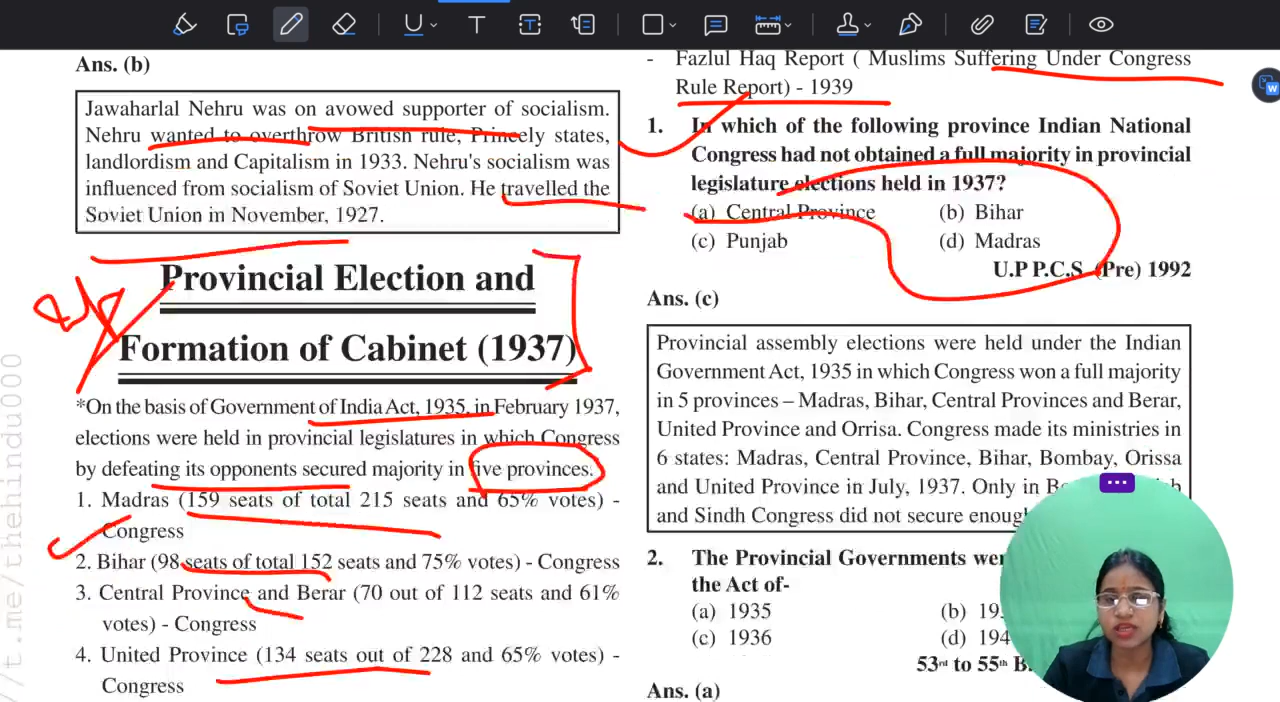 Ans. (b)
Jawaharlal Nehru was on avowed supporter of socialism.
Nehru wanted to overthrow British rule, Princely states,
landlordism and Capitalism in 1933. Nehru's socialism was
influenced from socialism of Soviet Union. He travelled the
Soviet Union in November, 1927.
Provincial Election and
Formation of Cabinet (1937)
*On the basis of Government of India Act, 1935, in February 1937,
elections were held in provincial legislatures in which Congress
by defeating its opponents secured majority in five provinces.
1. Madras (159 seats of total 215 seats and 65% votes) -
Congress
2. Bihar (98 seats of total 152 seats and 75% votes) - Congress
3. Central Province and Berar (70 out of 112 seats and 61%
votes) - Congress
4. United Province (134 seats out of 228 and 65% votes) -
Congress
- Fazlul Haq Report ( Muslims Suffering Under Congress
Rule Report) - 1939
1. In which of the following province Indian National
Congress had not obtained a full majority in provincial
legislature elections held in 1937?
(a) Central Province (b) Bihar
(c) Punjab (d) Madras
U.P P.C.S. (Pre) 1992
Ans. (c)
Provincial assembly elections were held under the Indian
Government Act, 1935 in which Congress won a full majority
in 5 provinces – Madras, Bihar, Central Provinces and Berar,
United Province and Orrisa. Congress made its ministries in
6 states: Madras, Central Province, Bihar, Bombay, Orissa
and United Province in July, 1937. Only in
and Sindh Congress did not secure
2. The Provincial Governments
the Act of-
(a) 1935 (b)
(c) 1936 (d)
53rd to 55th
Ans. (a)
//t.me/thehindu000